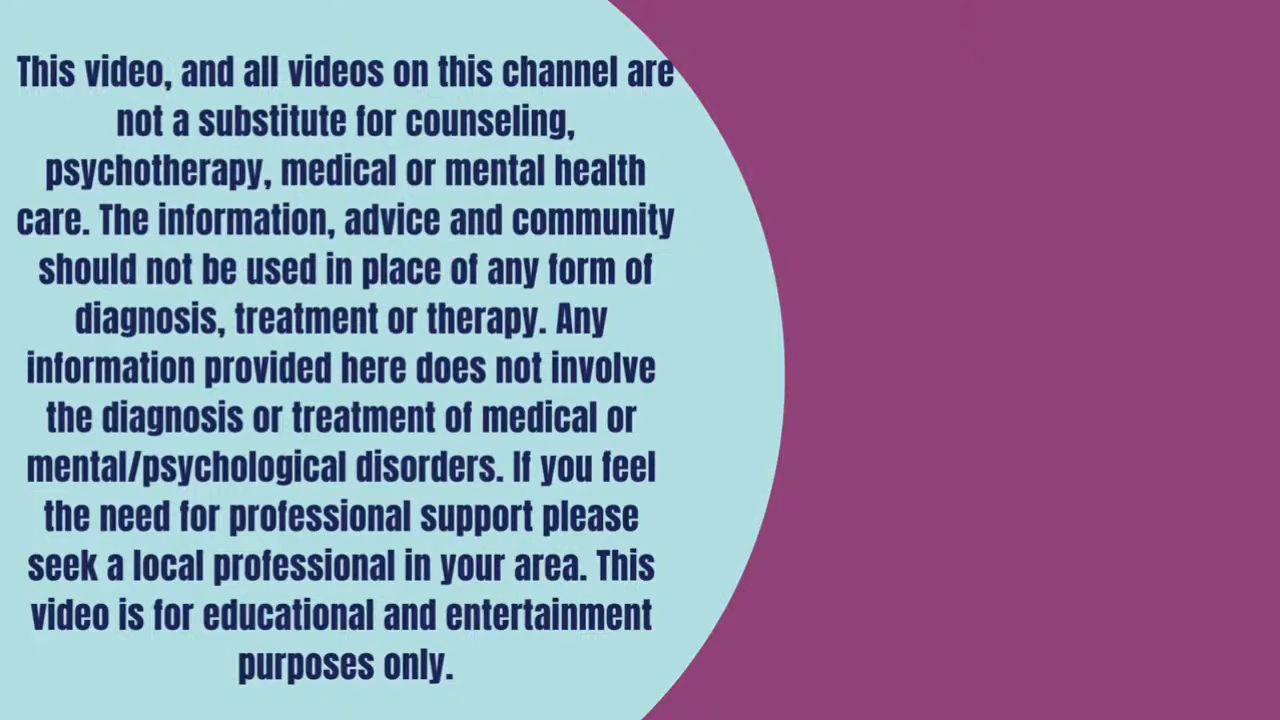 This video, and all videos on this channel are
not a substitute for counseling,
psychotherapy, medical or mental health
care. The information, advice and community
should not be used in place of any form of
diagnosis, treatment or therapy. Any
information provided here does not involve
the diagnosis or treatment of medical or
mental/psychological disorders. If you feel
the need for professional support please
seek a local professional in your area. This
video is for educational and entertainment
purposes only.